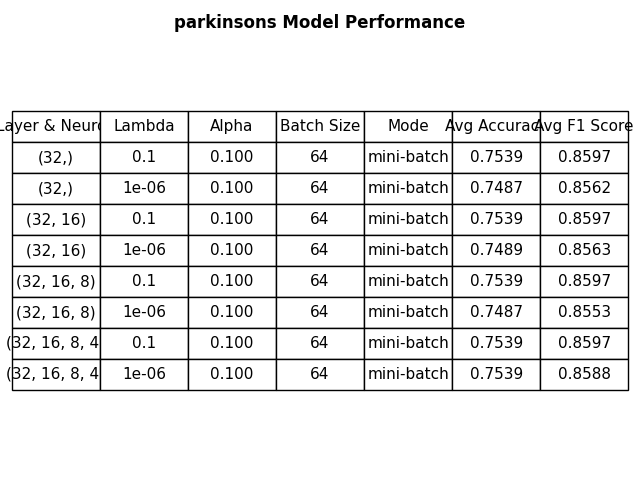 parkinsons Model Performance
Layer & Neuro Lambda Alpha Batch Size Mode Avg Accurac Avg F1 Score
(32,) 0.1 0.100 64 mini-batch 0.7539 0.8597
(32,) 1e-06 0.100 64 mini-batch 0.7487 0.8562
(32, 16) 0.1 0.100 64 mini-batch 0.7539 0.8597
(32, 16) 1e-06 0.100 64 mini-batch 0.7489 0.8563
(32, 16, 8) 0.1 0.100 64 mini-batch 0.7539 0.8597
(32, 16, 8) 1e-06 0.100 64 mini-batch 0.7487 0.8553
(32, 16, 8, 4 0.1 0.100 64 mini-batch 0.7539 0.8597
(32, 16, 8, 4 1e-06 0.100 64 mini-batch 0.7539 0.8588